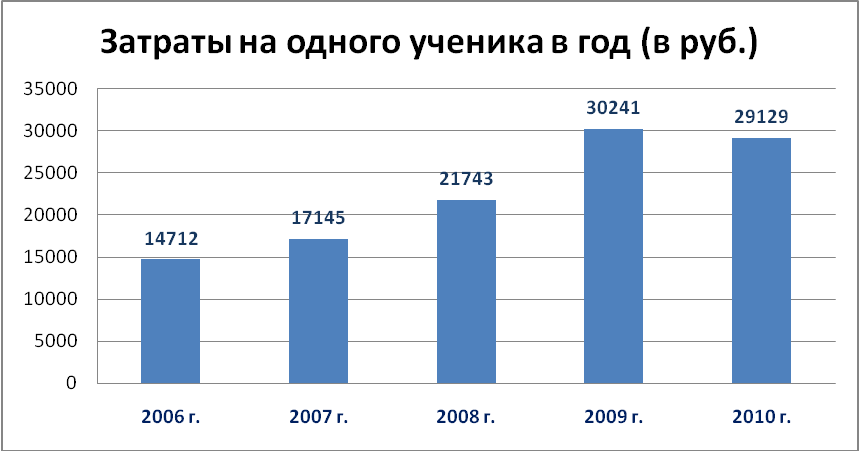 Затраты на одного ученика в год (в руб.)
35000
30000
25000
20000
15000
10000
5000
0
14712
17145
21743
30241
29129
2006 г.
2007 г.
2008 г.
2009 г.
2010 г.